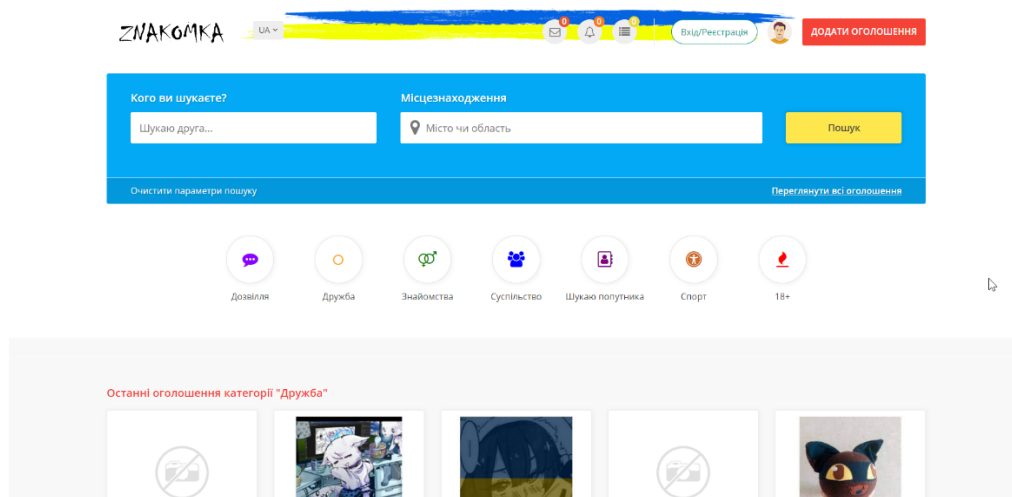 ZNAKOMKA
UA
0
0
0
Вхід/Реєстрація
ДОДАТИ ОГОЛОШЕННЯ
Кого ви шукаєте?
Місцезнаходження
Шукаю друга...
Місто чи область
Пошук
Очистити параметри пошуку
Переглянути всі оголошення
Дозвілля
Дружба
Знайомства
Суспільство
Шукаю попутника
Спорт
18+
Останні оголошення категорії "Дружба"